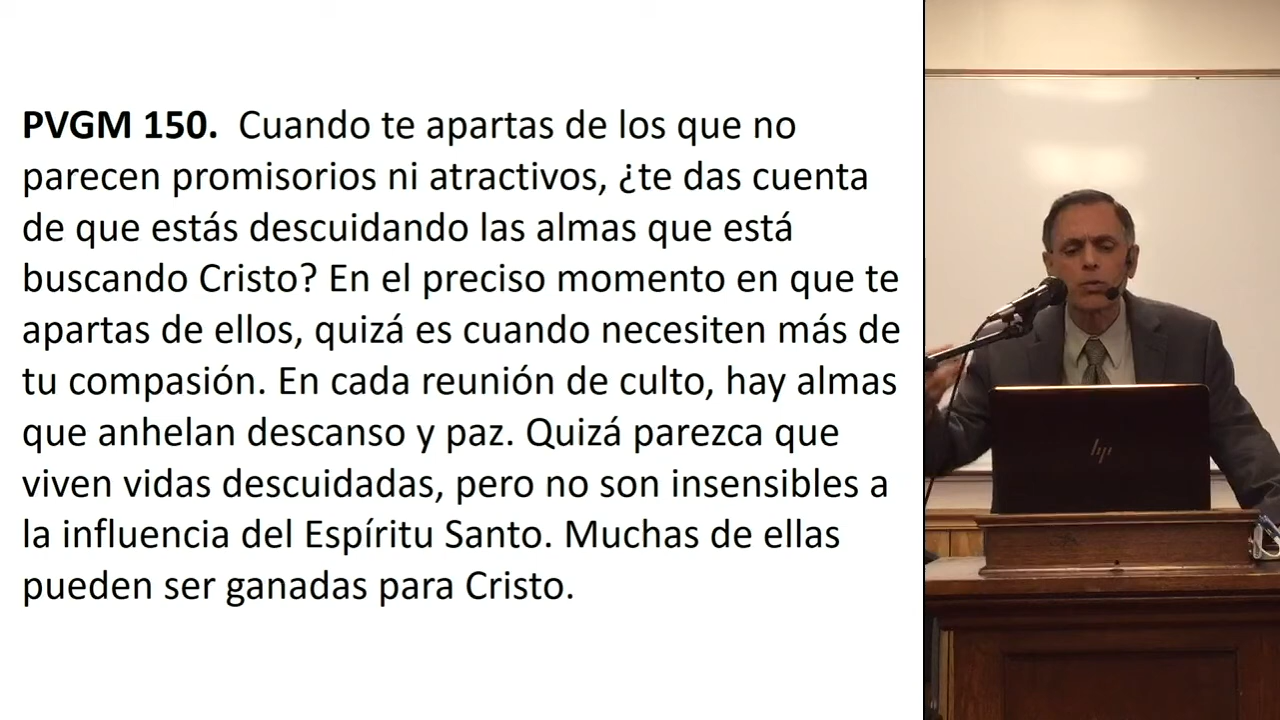 PVGM 150. Cuando te apartas de los que no
parecen promisorios ni atractivos, ¿te das cuenta
de que estás descuidando las almas que está
buscando Cristo? En el preciso momento en que te
apartas de ellos, quizá es cuando necesiten más de
tu compasión. En cada reunión de culto, hay almas
que anhelan descanso y paz. Quizá parezca que
viven vidas descuidadas, pero no son insensibles a
la influencia del Espíritu Santo. Muchas de ellas
pueden ser ganadas para Cristo.
hp